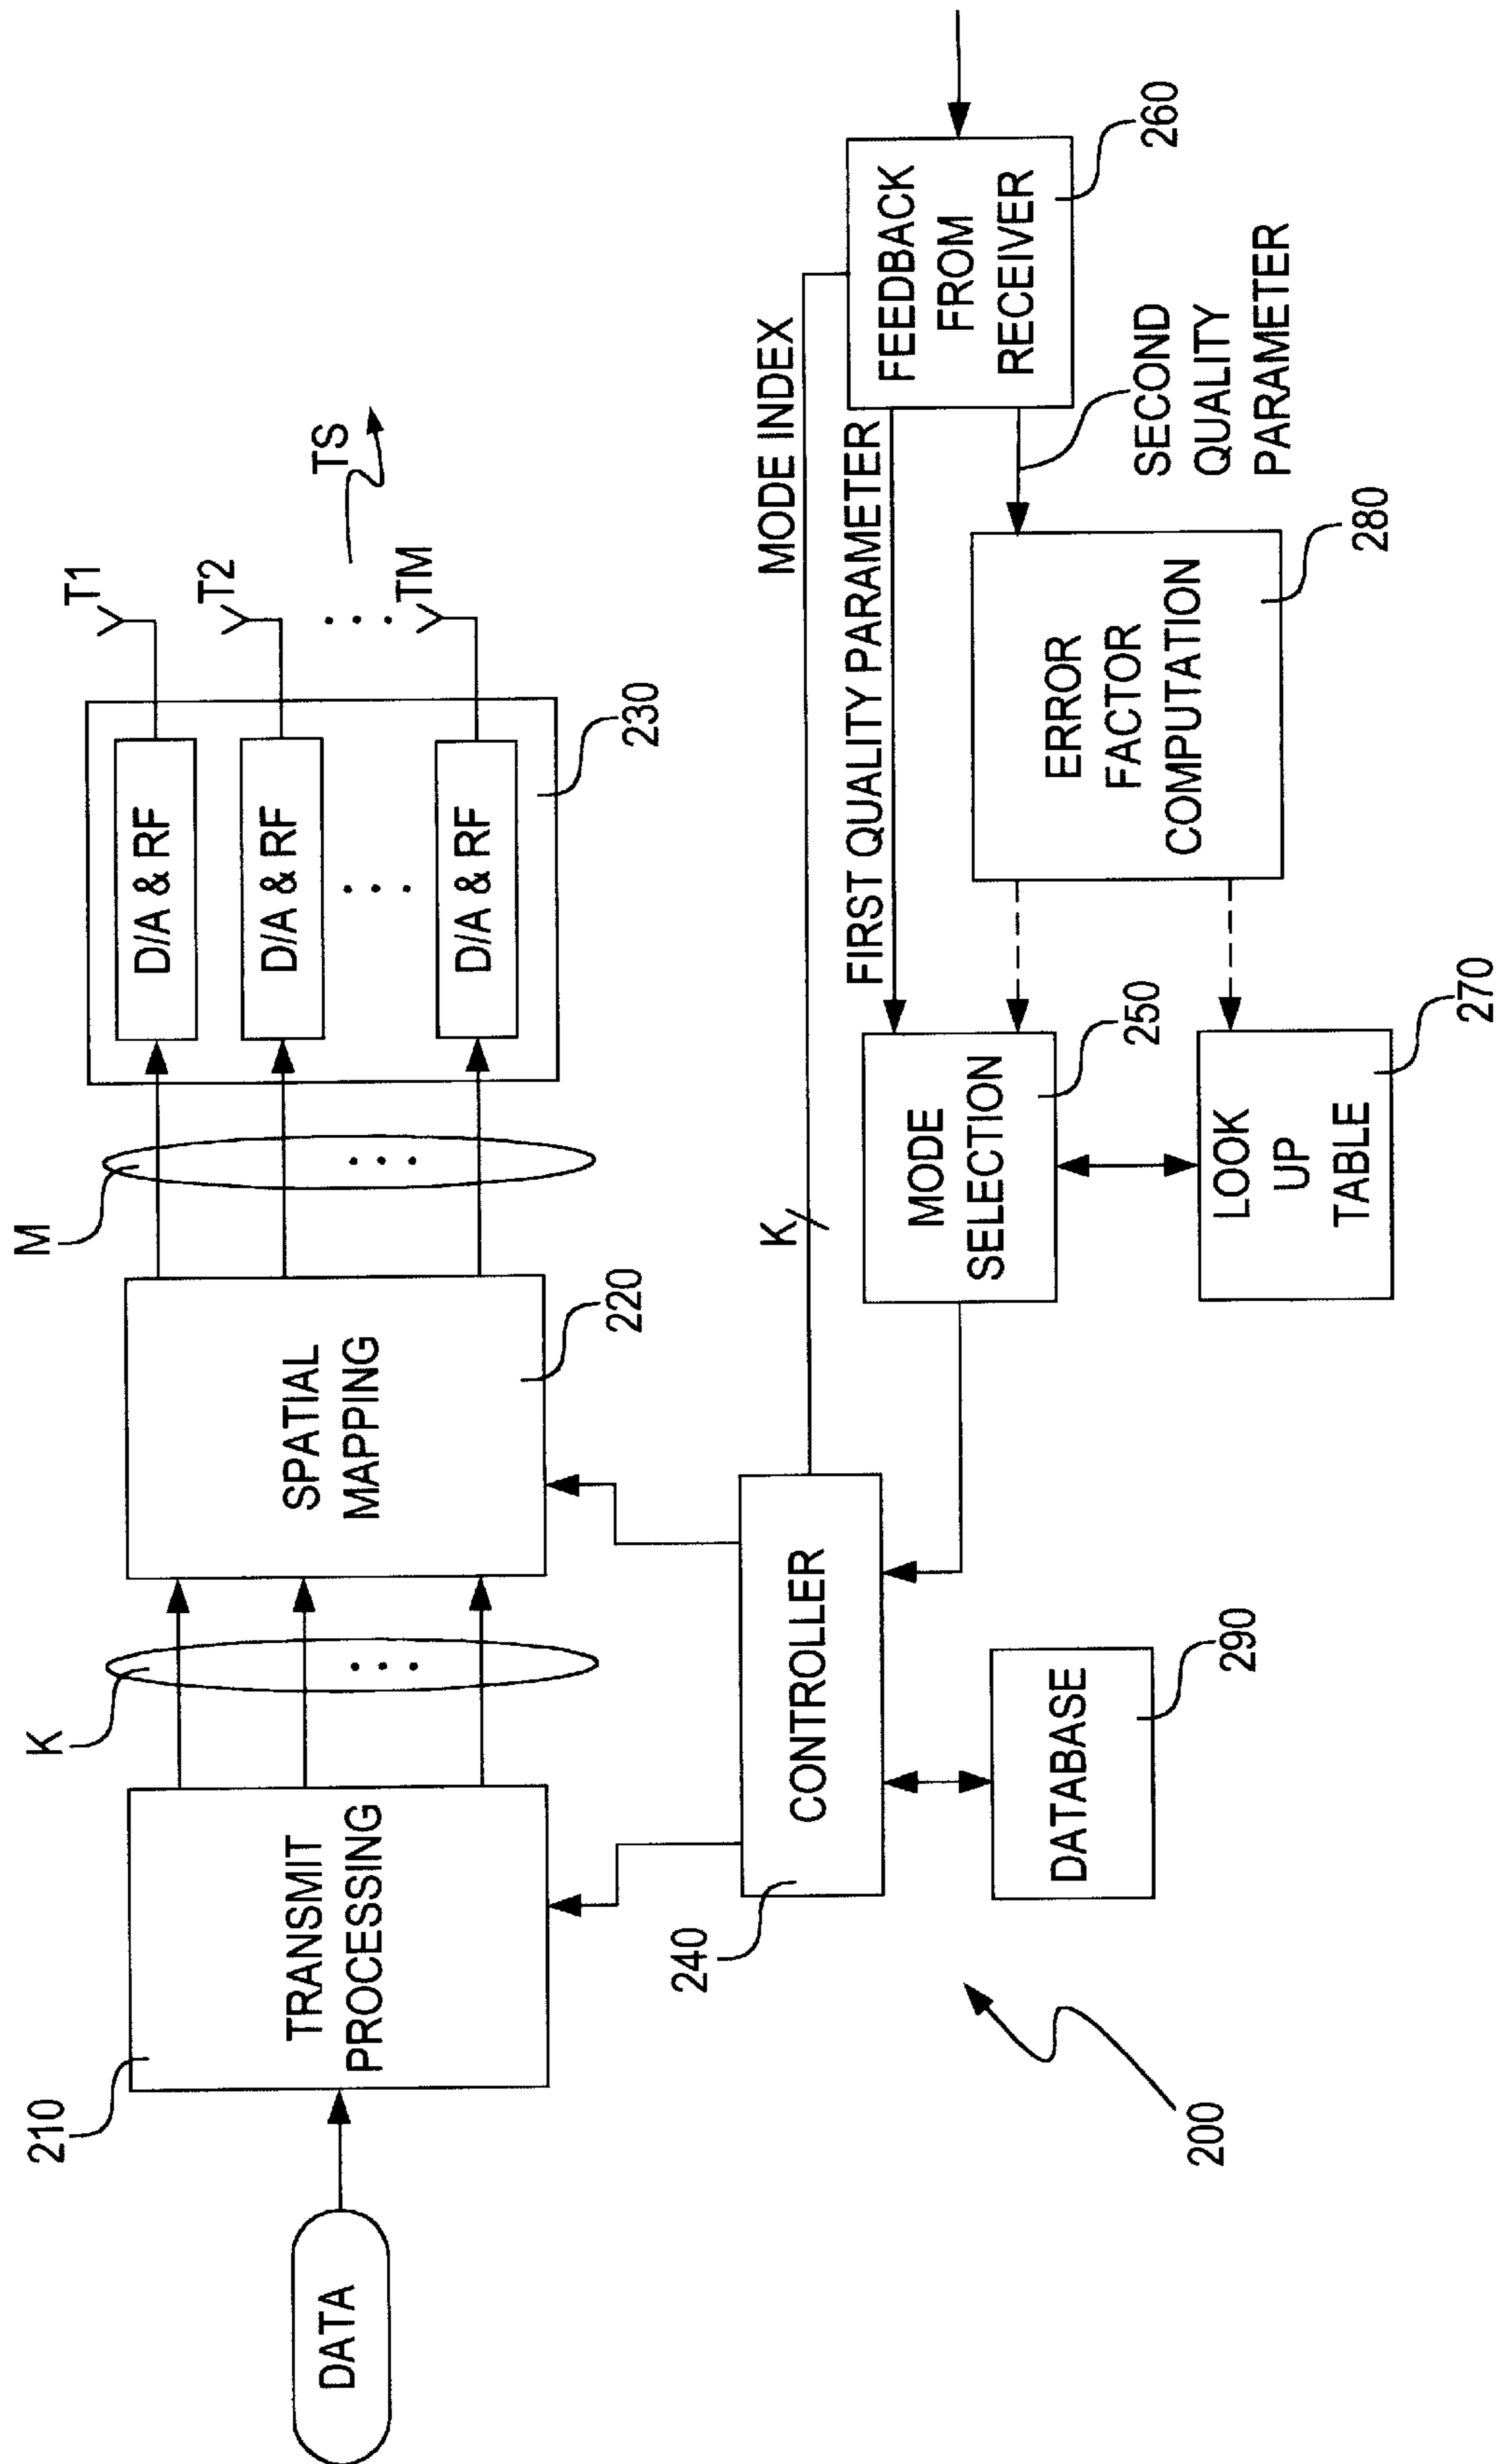 DATA
210
TRANSMIT
PROCESSING
K
SPATIAL
MAPPING
220
M
D/A & RF
D/A & RF
D/A & RF
230
T1
T2
TM
TS
200
240
CONTROLLER
DATABASE
290
K
MODE INDEX
MODE
SELECTION
250
LOOK
UP
TABLE
270
FIRST QUALITY PARAMETER
ERROR
FACTOR
COMPUTATION
280
SECOND
QUALITY
PARAMETER
FEEDBACK
FROM
RECEIVER
260